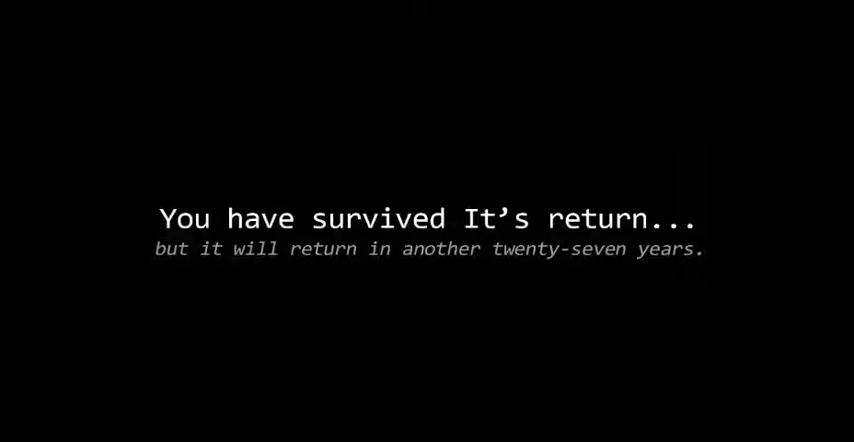 You have survived It’s return...
but it will return in another twenty-seven years.